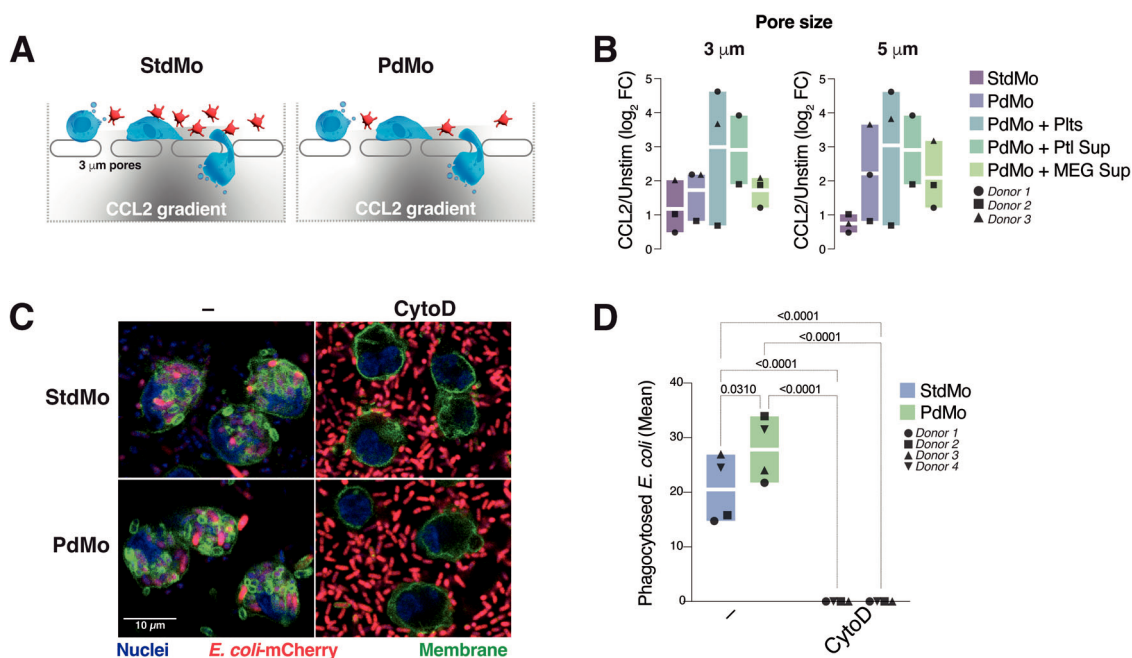 A
StdMo
PdMo
3 μm pores
CCL2 gradient
CCL2 gradient
B
Pore size
3 μm
5 μm
CCL2/Unstim (log2 FC)
5
4
3
2
1
0
CCL2/Unstim (log2 FC)
5
4
3
2
1
0
StdMo
PdMo
PdMo + Plts
PdMo + Ptl Sup
PdMo + MEG Sup
Donor 1
Donor 2
Donor 3
C
–
CytoD
StdMo
PdMo
10 μm
Nuclei E. coli-mCherry Membrane
D
<0.0001
<0.0001
<0.0001
0.0310 <0.0001
Phagocytosed E. coli (Mean)
40
30
20
10
0
–
CytoD
StdMo
PdMo
Donor 1
Donor 2
Donor 3
Donor 4